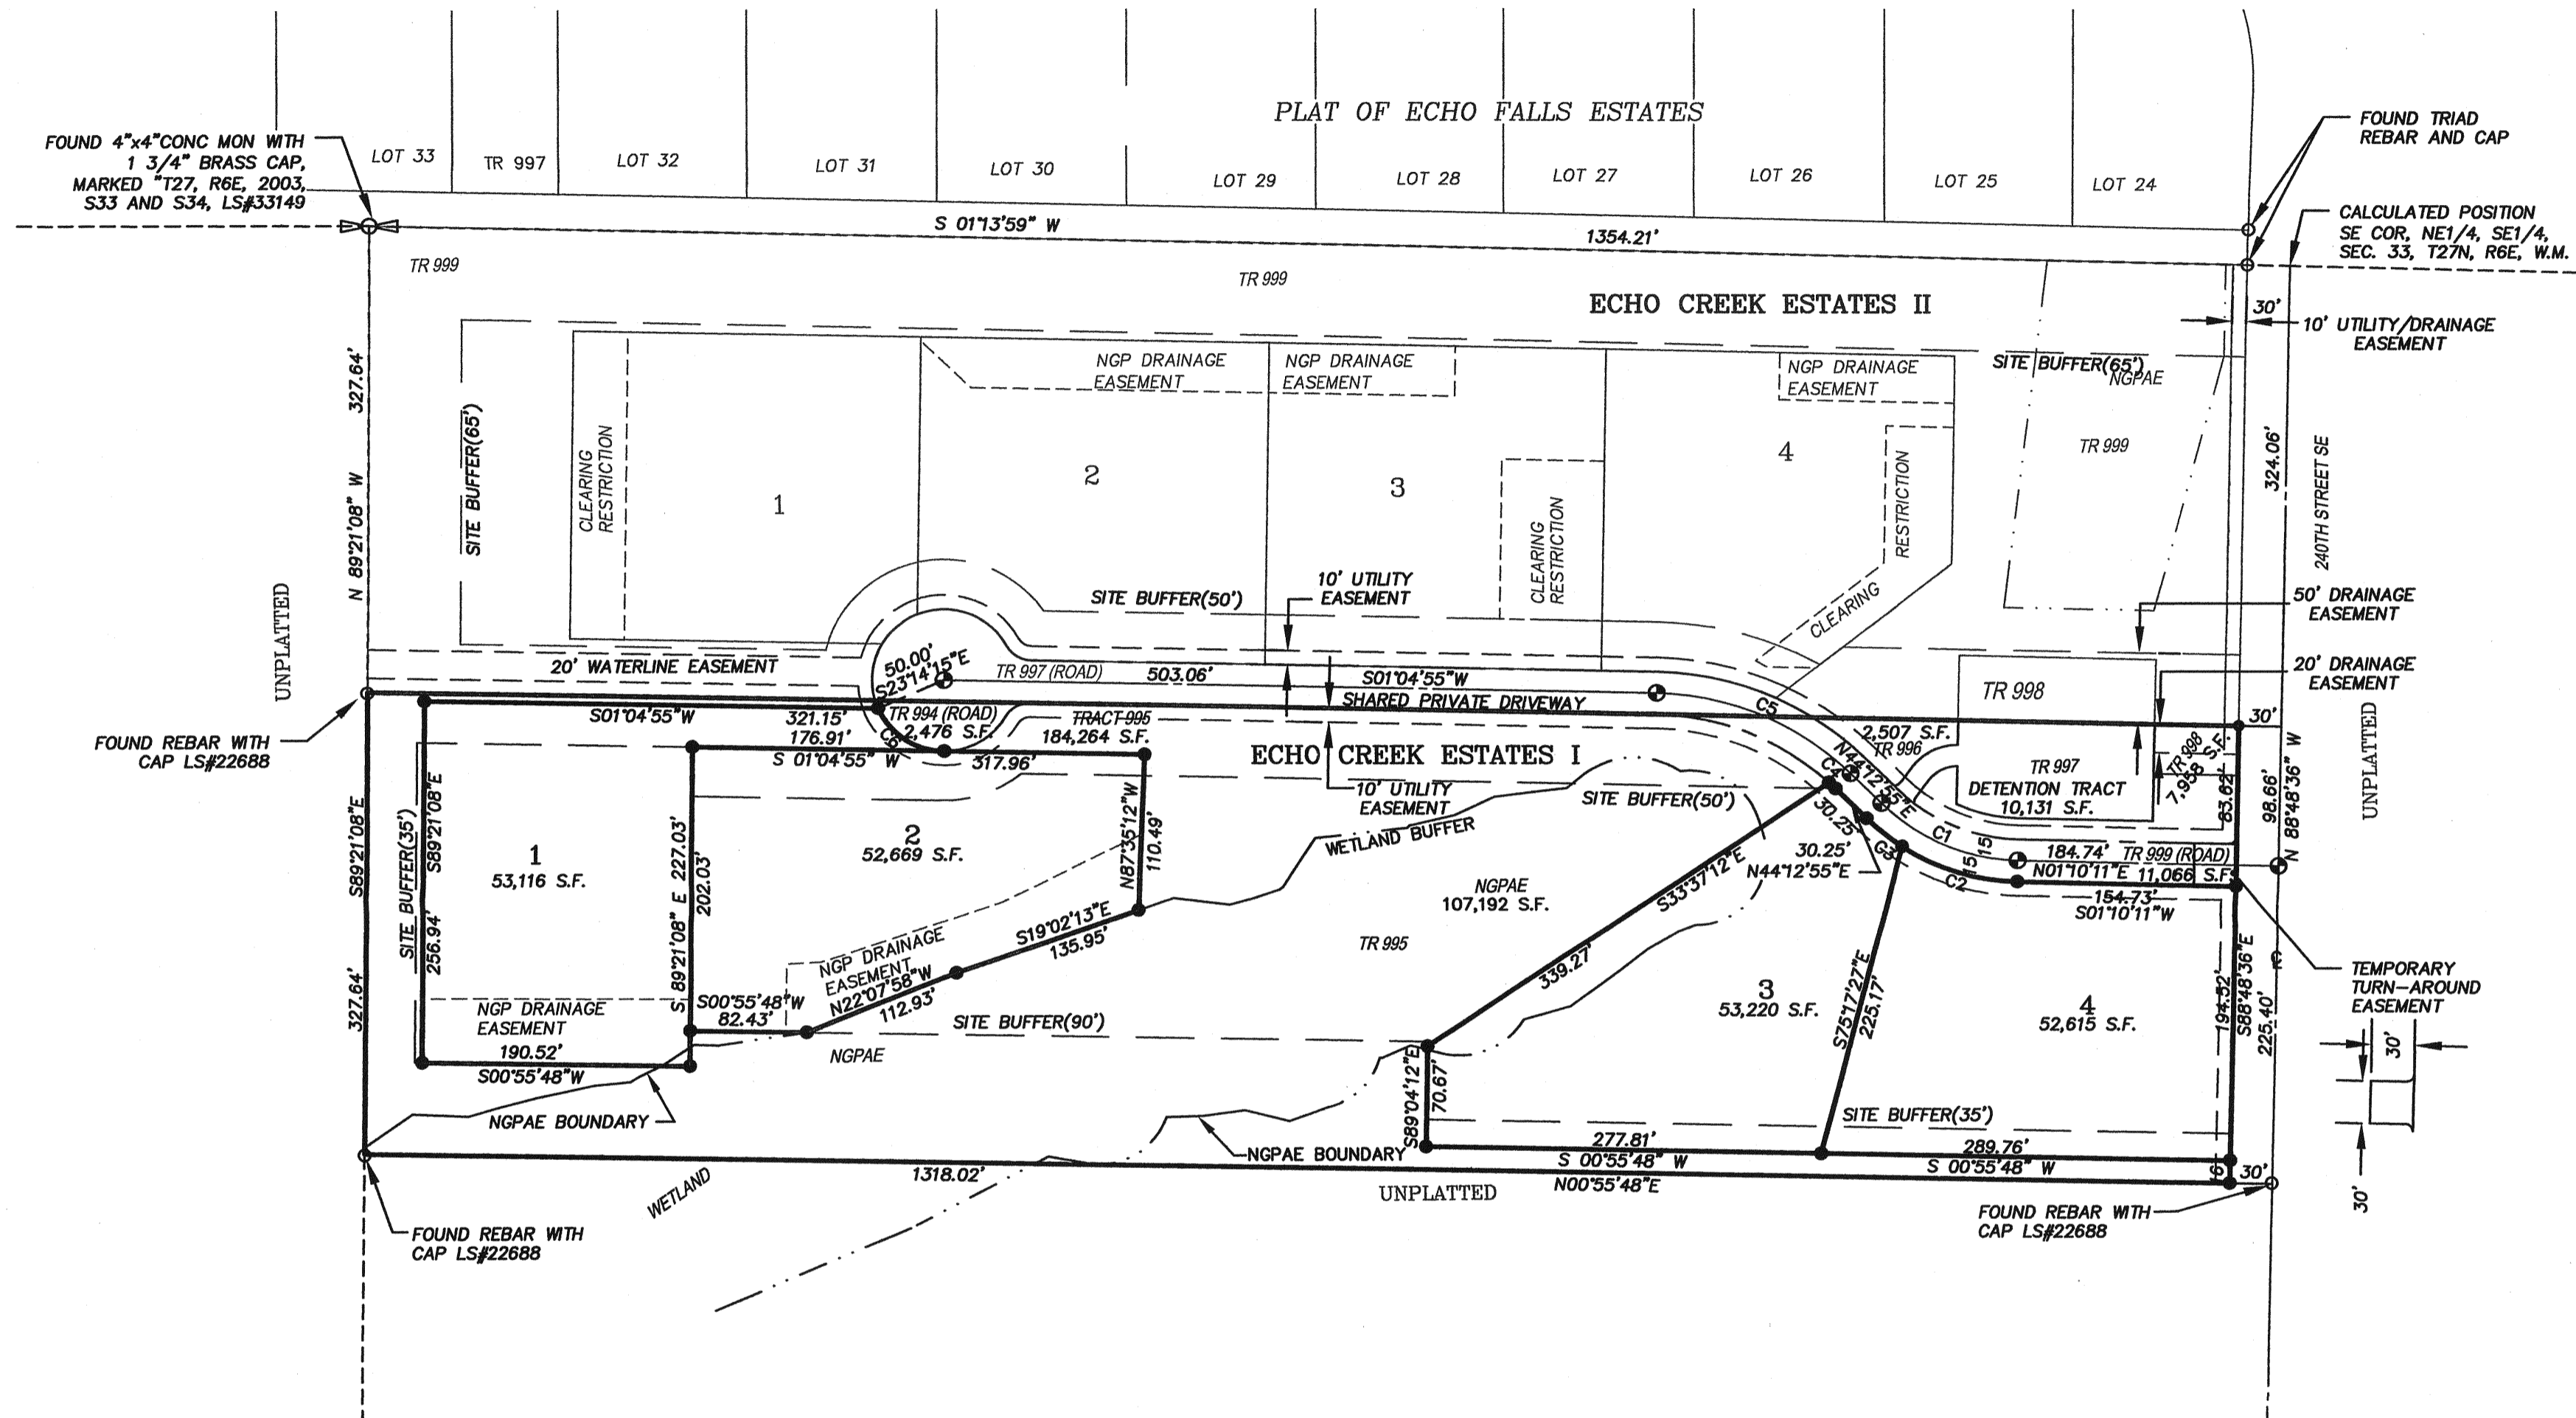 PLAT OF ECHO FALLS ESTATES
FOUND 4"x4"CONC MON WITH
1 3/4" BRASS CAP,
MARKED "T27, R6E, 2003,
S33 AND S34, LS#33149
LOT 33
TR 997
LOT 32
LOT 31
LOT 30
LOT 29
LOT 28
LOT 27
LOT 26
LOT 25
LOT 24
FOUND TRIAD
REBAR AND CAP
CALCULATED POSITION
SE COR, NE1/4, SE1/4,
SEC. 33, T27N, R6E, W.M.
S 01°13'59" W
1354.21'
TR 999
TR 999
ECHO CREEK ESTATES II
30'
10' UTILITY/DRAINAGE
EASEMENT
N 89°21'08" W 327.64'
SITE BUFFER(65')
CLEARING
RESTRICTION
1
NGP DRAINAGE
EASEMENT
2
NGP DRAINAGE
EASEMENT
3
CLEARING
RESTRICTION
NGP DRAINAGE
EASEMENT
4
RESTRICTION
CLEARING
SITE BUFFER(65')
NGPAE
TR 999
324.06'
240TH STREET SE
UNPLATTED
SITE BUFFER(50')
10' UTILITY
EASEMENT
50' DRAINAGE
EASEMENT
20' DRAINAGE
EASEMENT
20' WATERLINE EASEMENT
50.00'
S23°14'15"E
TR 997 (ROAD)
503.06'
S01°04'55"W
SHARED PRIVATE DRIVEWAY
C5
TR 998
30'
UNPLATTED
FOUND REBAR WITH
CAP LS#22688
S01°04'55"W
321.15'
TR 994 (ROAD)
2,476 S.F.
C6
176.91'
S 01°04'55" W
317.96'
TRACT 995
184,264 S.F.
ECHO CREEK ESTATES I
10' UTILITY
EASEMENT
SITE BUFFER(50')
2,507 S.F.
TR 996
N44°12'55"E
C4
TR 997
DETENTION TRACT
10,131 S.F.
TR 998
7,958 S.F.
83.62'
98.66'
N 88°48'36" W
S89°21'08"E
327.64'
SITE BUFFER(35')
S89°21'08"E
256.94'
1
53,116 S.F.
S 89°21'08" E 227.03'
202.03'
2
52,669 S.F.
N87°35'12"W
110.49'
WETLAND BUFFER
NGPAE
107,192 S.F.
TR 995
S33°37'12"E
339.27'
30.25'
30.25'
N44°12'55"E
C3
C1
15
15
C2
184.74'
TR 999 (ROAD)
N01°10'11"E
11,066 S.F.
154.73'
S01°10'11"W
S19°02'13"E
135.95'
NGP DRAINAGE
EASEMENT
N22°07'58"W
112.93'
S00°55'48"W
82.43'
NGP DRAINAGE
EASEMENT
190.52'
S00°55'48"W
SITE BUFFER(90')
NGPAE
3
53,220 S.F.
S75°17'27"E
225.17'
4
52,615 S.F.
194.52'
S88°48'36"E
225.40'
TEMPORARY
TURN-AROUND
EASEMENT
30'
30'
NGPAE BOUNDARY
S89°04'12"E
70.67'
SITE BUFFER(35')
277.81'
S 00°55'48" W
289.76'
S 00°55'48" W
16'
30'
NGPAE BOUNDARY
1318.02'
N00°55'48"E
UNPLATTED
WETLAND
FOUND REBAR WITH
CAP LS#22688
FOUND REBAR WITH
CAP LS#22688